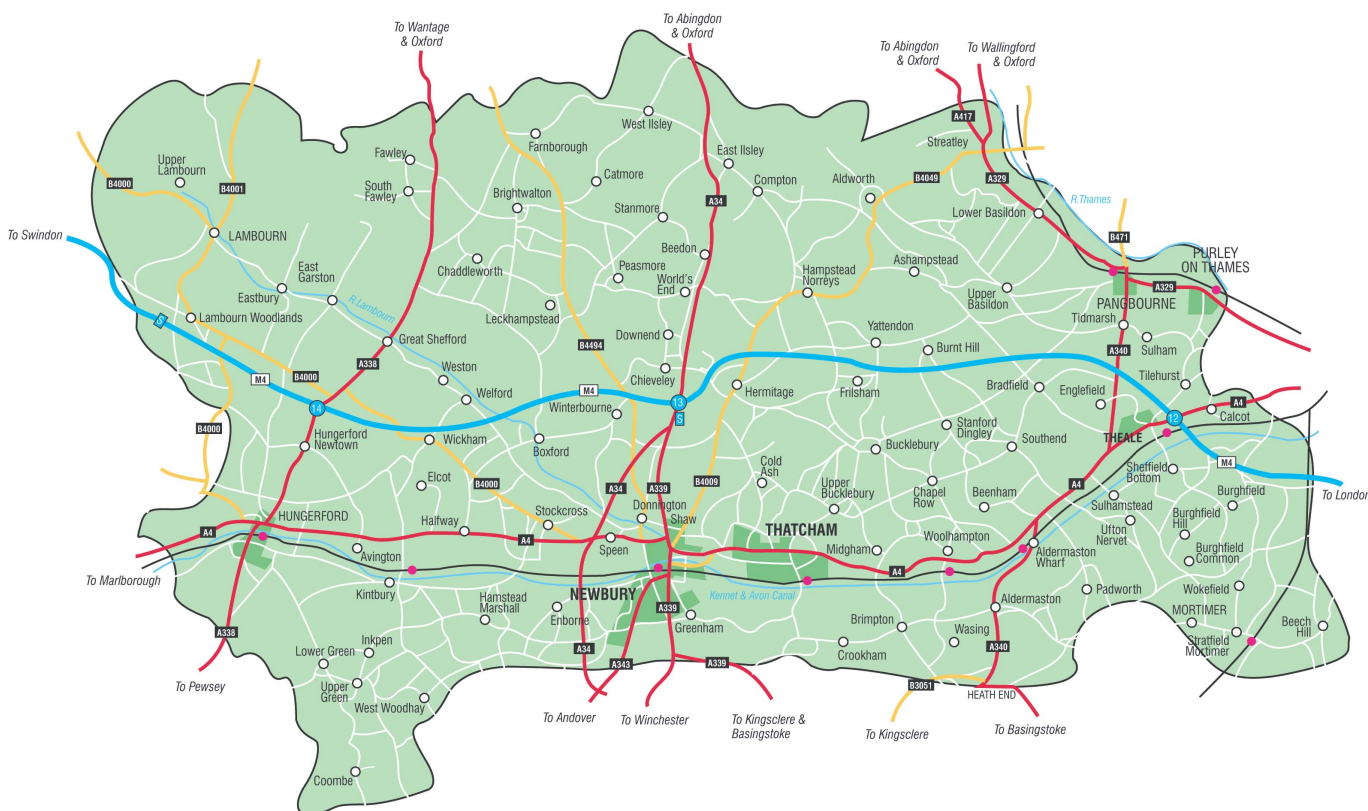 To Wantage
& Oxford
To Abingdon
& Oxford
To Abingdon
& Oxford
To Wallingford
& Oxford
A417
West Ilsley
Streatley
Farnborough
Fawley
East Ilsley
Upper
Lambourn
B4000
B4001
South
Fawley
Catmore
Compton
Aldworth
B4049
A329
Brightwalton
A34
Stanmore
R.Thames
Lower Basildon
LAMBOURN
To Swindon
B471
Beedon
PURLEY
ON THAMES
Chaddleworth
East
Garston
Peasmore
World's
End
Hampstead
Norreys
Ashampstead
Upper
Basildon
A329
Eastbury
R.Lambourn
Leckhampstead
PANGBOURNE
S
Lambourn Woodlands
Tidmarsh
Great Shefford
Downend
Yattendon
B4494
Burnt Hill
A340
Sulham
A338
Chieveley
B4000
M4
Weston
Welford
M4
Hermitage
Frilsham
Bradfield
Englefield
Tilehurst
14
13
S
Winterbourne
A4
Calcot
12
THEALE
B4000
Hungerford
Newtown
Wickham
Boxford
Stanford
Dingley
Southend
Bucklebury
M4
Cold
Ash
Elcot
B4000
A34
A339
B4009
Upper
Bucklebury
Chapel
Row
Beenham
A4
Sheffield
Bottom
Sulhamstead
Burghfield
To London
HUNGERFORD
Stockcross
Donnington
Shaw
THATCHAM
Burghfield
Hill
Ufton
Nervet
A4
Halfway
A4
Speen
Midgham
Woolhampton
Aldermaston
Wharf
Avington
Burghfield
Common
To Marlborough
A4
Kintbury
NEWBURY
Kennet & Avon Canal
Padworth
Wokefield
Hamstead
Marshall
Enborne
A339
Greenham
Aldermaston
MORTIMER
Beech
Hill
A338
Brimpton
Wasing
Stratfield
Mortimer
Inkpen
Lower Green
A34
A343
A339
Crookham
A340
To Pewsey
Upper
Green
B3051
HEATH END
West Woodhay
To Andover
To Winchester
To Kingsclere &
Basingstoke
To Kingsclere
To Basingstoke
Coombe